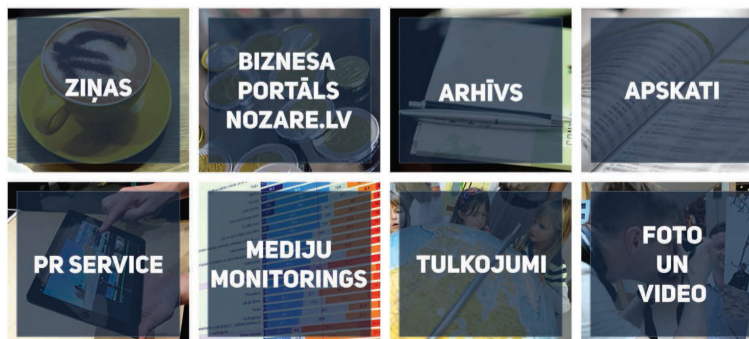 ZIŅAS
BIZNESA
PORTĀLS
NOZARE.LV
ARHĪVS
APSKATI
PR SERVICE
MEDIJU
MONITORINGS
TULKOJUMI
FOTO
UN
VIDEO